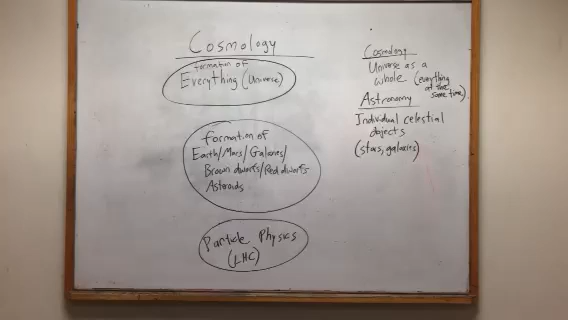 Cosmology
formation of
Everything (Universe)
formation of
Earth/Mars/Galaxies/
Brown dwarfs/Red dwarfs
Asteroids
Particle Physics
(LHC)
Cosmology
Universe as a
whole (everything
at the
same time)
Astronomy
Individual celestial
objects
(stars, galaxies)